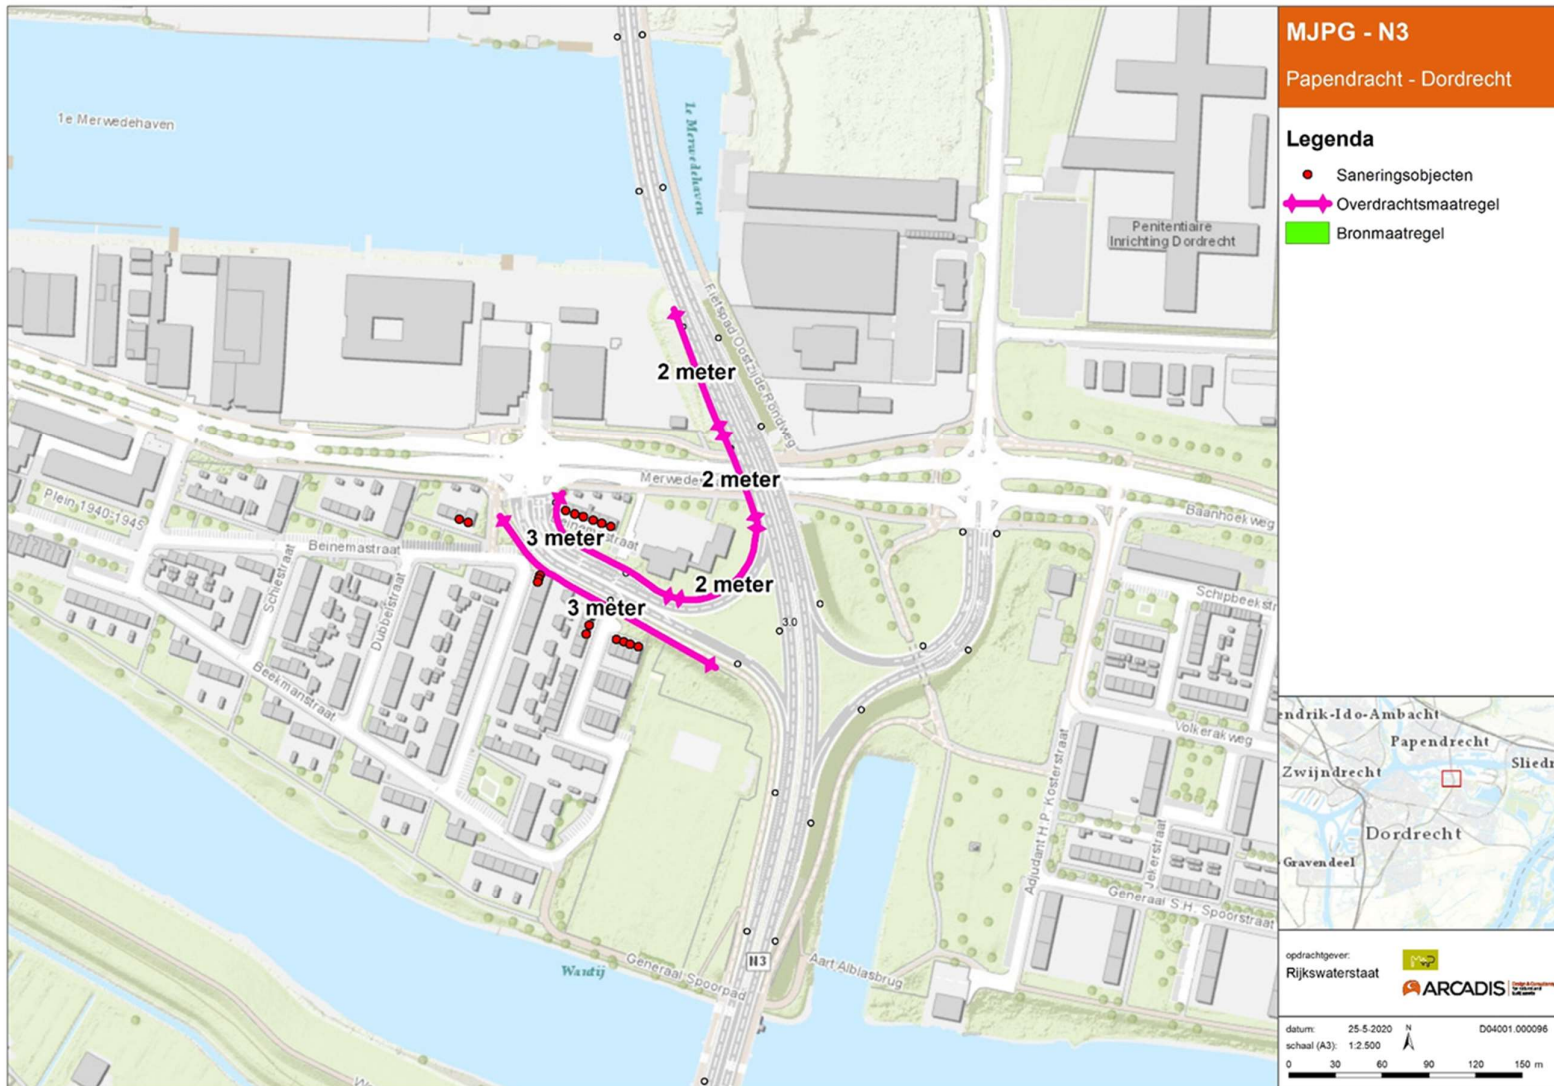 MJPG - N3
Papendracht - Dordrecht
Legenda
Saneringsobjecten
Overdrachtsmaatregel
Bronmaatregel
1e Merwedehaven
1e Merwedehaven
Penitentiaire
Inrichting Dordrecht
Fietspad Oostzijde Rondweg
2 meter
2 meter
Merwede
Baanhoekweg
Plein 1940-1945
Beinemastraat
3 meter
2 meter
3 meter
3.0
Schiestraat
Dubbelstraat
Beekmanstraat
Schipbeekstr
Volkerakweg
Adjudant H.P. Kosterstraat
Jekerstraat
Generaal S.H. Spoorstraat
Wantij
Generaal Spoorpad
N3
Aart Alblasbrug
endrik-Ido-Ambacht
Papendrecht
Zwijndrecht
Sliedr
Dordrecht
Gravendeel
opdrachtgever:
Rijkswaterstaat
ARCADIS
datum:
25-5-2020
N
D04001.000096
schaal (A3):
1:2.500
0 30 60 90 120 150 m